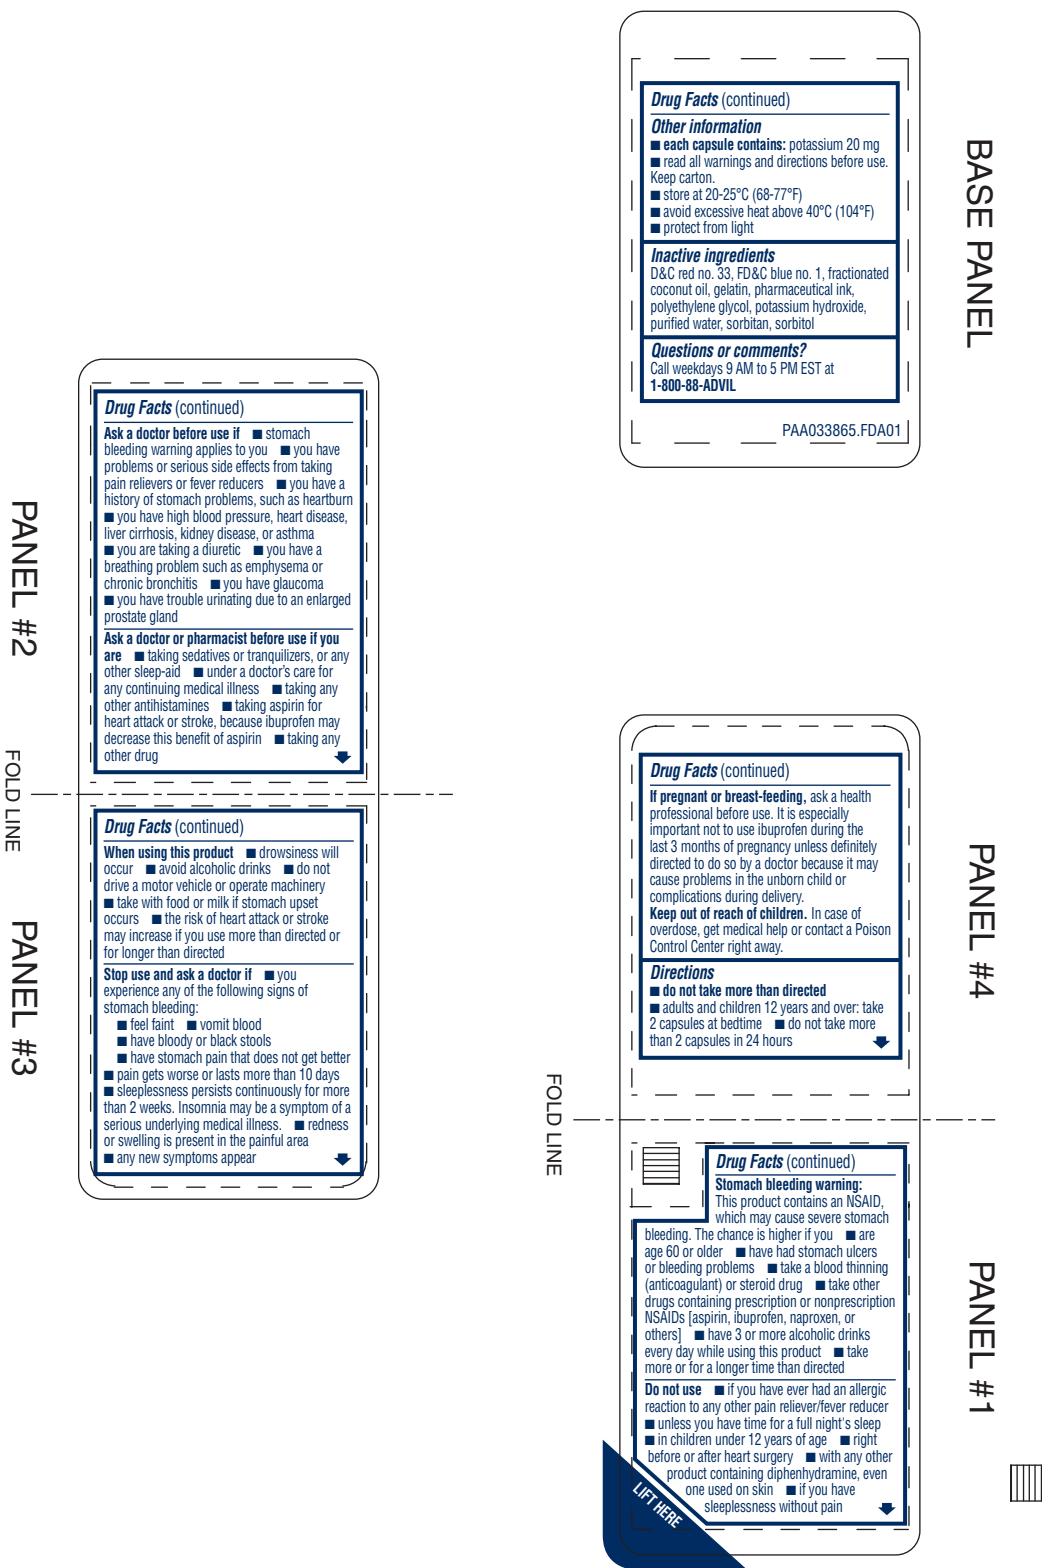 BASE PANEL
Drug Facts (continued)
Other information
■ each capsule contains: potassium 20 mg
■ read all warnings and directions before use.
Keep carton.
■ store at 20-25°C (68-77°F)
■ avoid excessive heat above 40°C (104°F)
■ protect from light
Inactive ingredients
D&C red no. 33, FD&C blue no. 1, fractionated
coconut oil, gelatin, pharmaceutical ink,
polyethylene glycol, potassium hydroxide,
purified water, sorbitan, sorbitol
Questions or comments?
Call weekdays 9 AM to 5 PM EST at
1-800-88-ADVIL
PAA033865.FDA01
PANEL #2
Drug Facts (continued)
Ask a doctor before use if ■ stomach
bleeding warning applies to you ■ you have
problems or serious side effects from taking
pain relievers or fever reducers ■ you have a
history of stomach problems, such as heartburn
■ you have high blood pressure, heart disease,
liver cirrhosis, kidney disease, or asthma
■ you are taking a diuretic ■ you have a
breathing problem such as emphysema or
chronic bronchitis ■ you have glaucoma
■ you have trouble urinating due to an enlarged
prostate gland
Ask a doctor or pharmacist before use if you
are ■ taking sedatives or tranquilizers, or any
other sleep-aid ■ under a doctor's care for
any continuing medical illness ■ taking any
other antihistamines ■ taking aspirin for
heart attack or stroke, because ibuprofen may
decrease this benefit of aspirin ■ taking any
other drug
FOLD LINE
PANEL #3
Drug Facts (continued)
When using this product ■ drowsiness will
occur ■ avoid alcoholic drinks ■ do not
drive a motor vehicle or operate machinery
■ take with food or milk if stomach upset
occurs ■ the risk of heart attack or stroke
may increase if you use more than directed or
for longer than directed
Stop use and ask a doctor if ■ you
experience any of the following signs of
stomach bleeding:
■ feel faint ■ vomit blood
■ have bloody or black stools
■ have stomach pain that does not get better
■ pain gets worse or lasts more than 10 days
■ sleeplessness persists continuously for more
than 2 weeks. Insomnia may be a symptom of a
serious underlying medical illness. ■ redness
or swelling is present in the painful area
■ any new symptoms appear
PANEL #4
Drug Facts (continued)
If pregnant or breast-feeding, ask a health
professional before use. It is especially
important not to use ibuprofen during the
last 3 months of pregnancy unless definitely
directed to do so by a doctor because it may
cause problems in the unborn child or
complications during delivery.
Keep out of reach of children. In case of
overdose, get medical help or contact a Poison
Control Center right away.
Directions
■ do not take more than directed
■ adults and children 12 years and over: take
2 capsules at bedtime ■ do not take more
than 2 capsules in 24 hours
FOLD LINE
PANEL #1
Drug Facts (continued)
Stomach bleeding warning:
This product contains an NSAID,
which may cause severe stomach
bleeding. The chance is higher if you ■ are
age 60 or older ■ have had stomach ulcers
or bleeding problems ■ take a blood thinning
(anticoagulant) or steroid drug ■ take other
drugs containing prescription or nonprescription
NSAIDs [aspirin, ibuprofen, naproxen, or
others] ■ have 3 or more alcoholic drinks
every day while using this product ■ take
more or for a longer time than directed
Do not use ■ if you have ever had an allergic
reaction to any other pain reliever/fever reducer
■ unless you have time for a full night's sleep
■ in children under 12 years of age ■ right
before or after heart surgery ■ with any other
product containing diphenhydramine, even
one used on skin ■ if you have
sleeplessness without pain
LIFT HERE